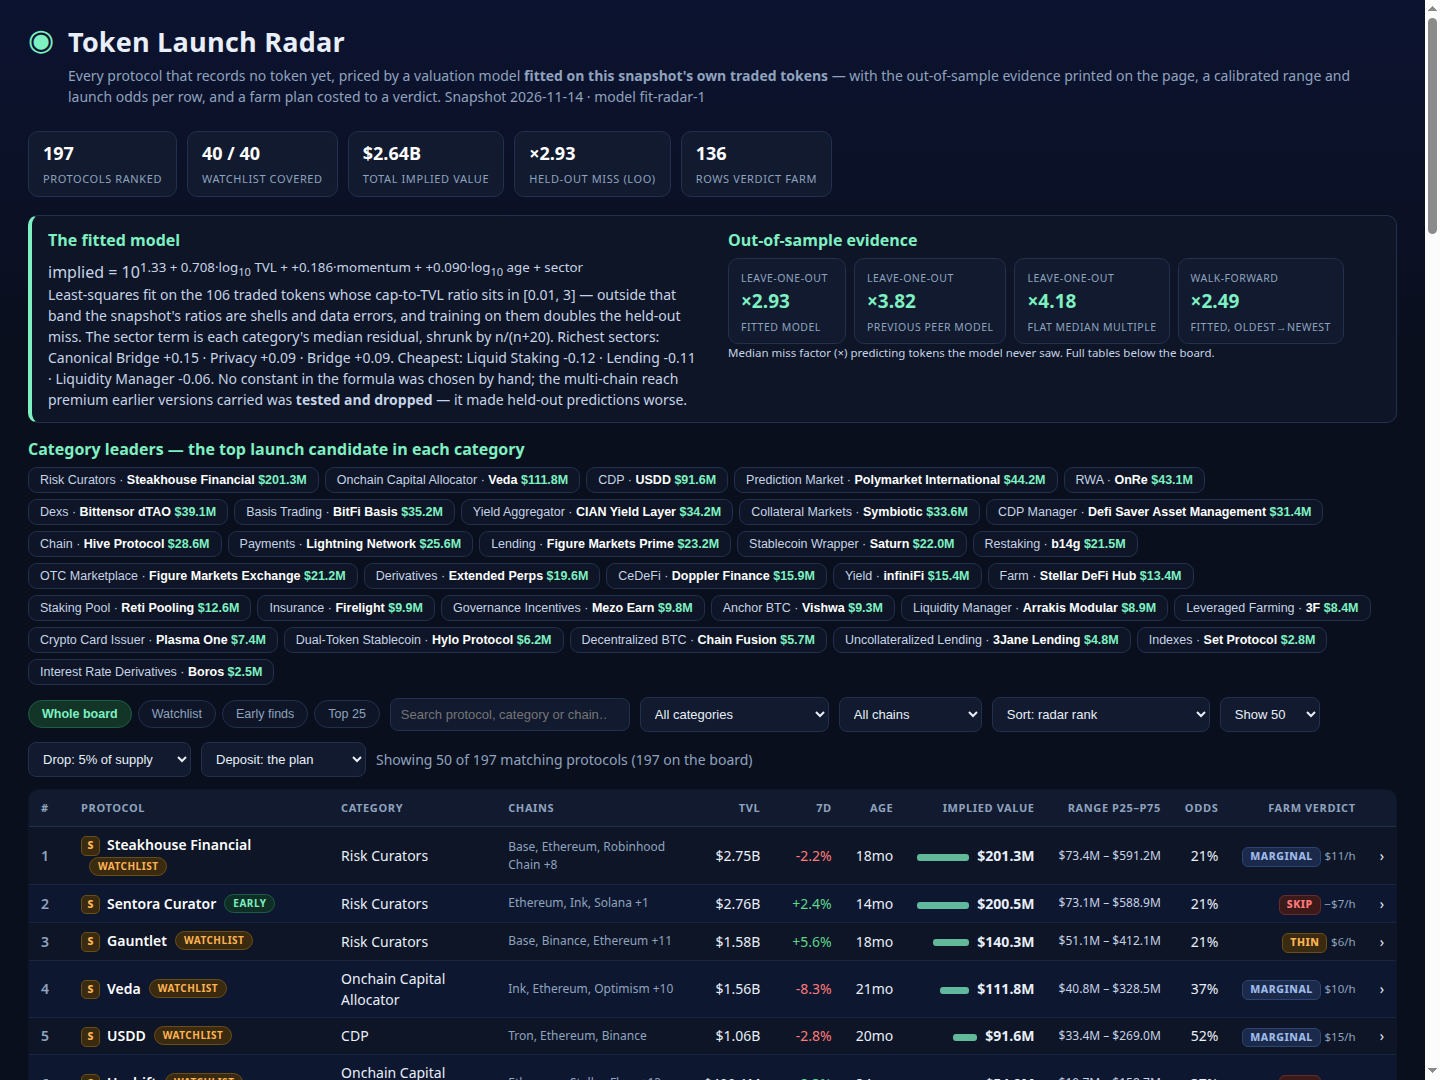 Token Launch Radar
Every protocol that records no token yet, priced by a valuation model fitted on this snapshot's own traded tokens — with the out-of-sample evidence printed on the page, a calibrated range and
launch odds per row, and a farm plan costed to a verdict. Snapshot 2026-11-14 · model fit-radar-1
197
PROTOCOLS RANKED
40 / 40
WATCHLIST COVERED
$2.64B
TOTAL IMPLIED VALUE
×2.93
HELD-OUT MISS (LOO)
136
ROWS VERDICT FARM
The fitted model
implied = 10^1.33 + 0.708·log10 TVL + +0.186·momentum + +0.090·log10 age + sector
Least-squares fit on the 106 traded tokens whose cap-to-TVL ratio sits in [0.01, 3] — outside that
band the snapshot's ratios are shells and data errors, and training on them doubles the held-out
miss. The sector term is each category's median residual, shrunk by n/(n+20). Richest sectors:
Canonical Bridge +0.15 · Privacy +0.09 · Bridge +0.09. Cheapest: Liquid Staking -0.12 · Lending -0.11
· Liquidity Manager -0.06. No constant in the formula was chosen by hand; the multi-chain reach
premium earlier versions carried was tested and dropped — it made held-out predictions worse.
Out-of-sample evidence
LEAVE-ONE-OUT
×2.93
FITTED MODEL
LEAVE-ONE-OUT
×3.82
PREVIOUS PEER MODEL
LEAVE-ONE-OUT
×4.18
FLAT MEDIAN MULTIPLE
WALK-FORWARD
×2.49
FITTED, OLDEST→NEWEST
Median miss factor (×) predicting tokens the model never saw. Full tables below the board.
Category leaders — the top launch candidate in each category
Risk Curators · Steakhouse Financial $201.3M Onchain Capital Allocator · Veda $111.8M CDP · USDD $91.6M Prediction Market · Polymarket International $44.2M RWA · OnRe $43.1M
Dexs · Bittensor dTAO $39.1M Basis Trading · BitFi Basis $35.2M Yield Aggregator · CIAN Yield Layer $34.2M Collateral Markets · Symbiotic $33.6M CDP Manager · Defi Saver Asset Management $31.4M
Chain · Hive Protocol $28.6M Payments · Lightning Network $25.6M Lending · Figure Markets Prime $23.2M Stablecoin Wrapper · Saturn $22.0M Restaking · b14g $21.5M
OTC Marketplace · Figure Markets Exchange $21.2M Derivatives · Extended Perps $19.6M CeDeFi · Doppler Finance $15.9M Yield · infiniFi $15.4M Farm · Stellar DeFi Hub $13.4M
Staking Pool · Reti Pooling $12.6M Insurance · Firelight $9.9M Governance Incentives · Mezo Earn $9.8M Anchor BTC · Vishwa $9.3M Liquidity Manager · Arrakis Modular $8.9M Leveraged Farming · 3F $8.4M
Crypto Card Issuer · Plasma One $7.4M Dual-Token Stablecoin · Hylo Protocol $6.2M Decentralized BTC · Chain Fusion $5.7M Uncollateralized Lending · 3Jane Lending $4.8M Indexes · Set Protocol $2.8M
Interest Rate Derivatives · Boros $2.5M
Whole board Watchlist Early finds Top 25 Search protocol, category or chain.. All categories All chains Sort: radar rank Show 50
Drop: 5% of supply Deposit: the plan Showing 50 of 197 matching protocols (197 on the board)
# PROTOCOL CATEGORY CHAINS TVL 7D AGE IMPLIED VALUE RANGE P25–P75 ODDS FARM VERDICT
1 S Steakhouse Financial WATCHLIST Risk Curators Base, Ethereum, Robinhood Chain +8 $2.75B -2.2% 18mo $201.3M $73.4M – $591.2M 21% MARGINAL $11/h ›
2 S Sentora Curator EARLY Risk Curators Ethereum, Ink, Solana +1 $2.76B +2.4% 14mo $200.5M $73.1M – $588.9M 21% SKIP −$7/h ›
3 S Gauntlet WATCHLIST Risk Curators Base, Binance, Ethereum +11 $1.58B +5.6% 18mo $140.3M $51.1M – $412.1M 21% THIN $6/h ›
4 S Veda WATCHLIST Onchain Capital Allocator Ink, Ethereum, Optimism +10 $1.56B -8.3% 21mo $111.8M $40.8M – $328.5M 37% MARGINAL $10/h ›
5 S USDD WATCHLIST CDP Tron, Ethereum, Binance $1.06B -2.8% 20mo $91.6M $33.4M – $269.0M 52% MARGINAL $15/h ›
Onchain Capital